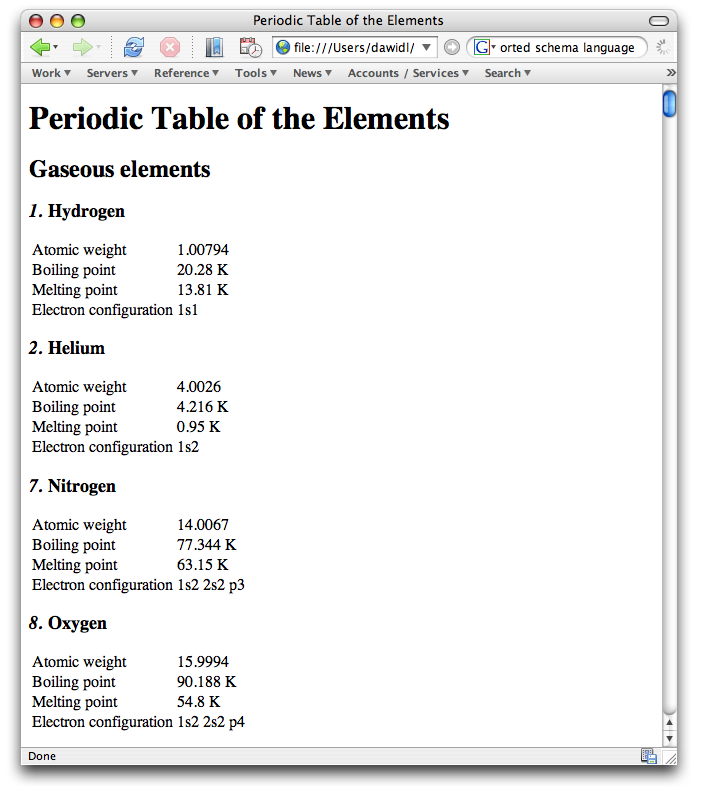 Periodic Table of the Elements
file:///Users/dawidl/ G orted schema language
Work Servers Reference Tools News Accounts / Services Search »
Periodic Table of the Elements
Gaseous elements
1. Hydrogen
Atomic weight 1.00794
Boiling point 20.28 K
Melting point 13.81 K
Electron configuration 1s1
2. Helium
Atomic weight 4.0026
Boiling point 4.216 K
Melting point 0.95 K
Electron configuration 1s2
7. Nitrogen
Atomic weight 14.0067
Boiling point 77.344 K
Melting point 63.15 K
Electron configuration 1s2 2s2 p3
8. Oxygen
Atomic weight 15.9994
Boiling point 90.188 K
Melting point 54.8 K
Electron configuration 1s2 2s2 p4
Done